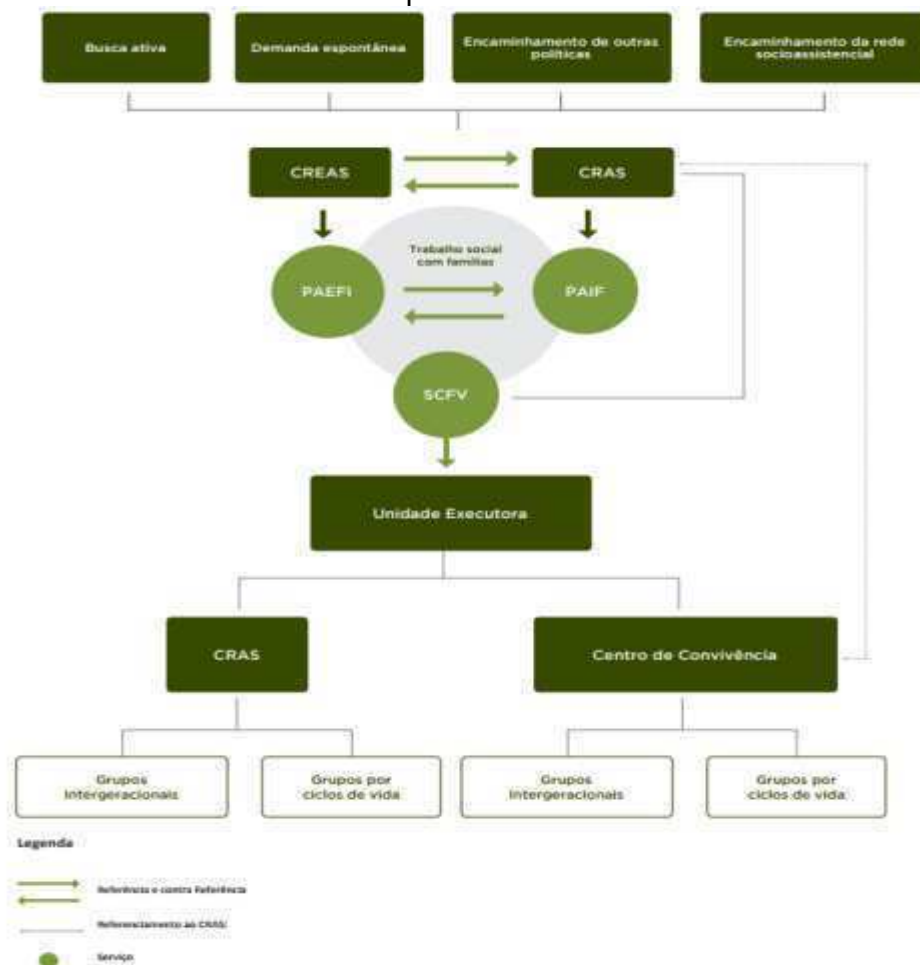 Busca ativa
Demanda espontânea
Encaminhamento de outras
políticas
Encaminhamento da rede
socioassistencial
CREAS
CRAS
Trabalho social
com famílias
PAEFI
PAIF
SCFV
Unidade Executora
CRAS
Centro de Convivência
Grupos
Intergeracionais
Grupos por
ciclos de vida
Grupos
Intergeracionais
Grupos por
ciclos de vida
Legenda
Referência e contra Referência
Referenciamento ao CRAS:
Serviço